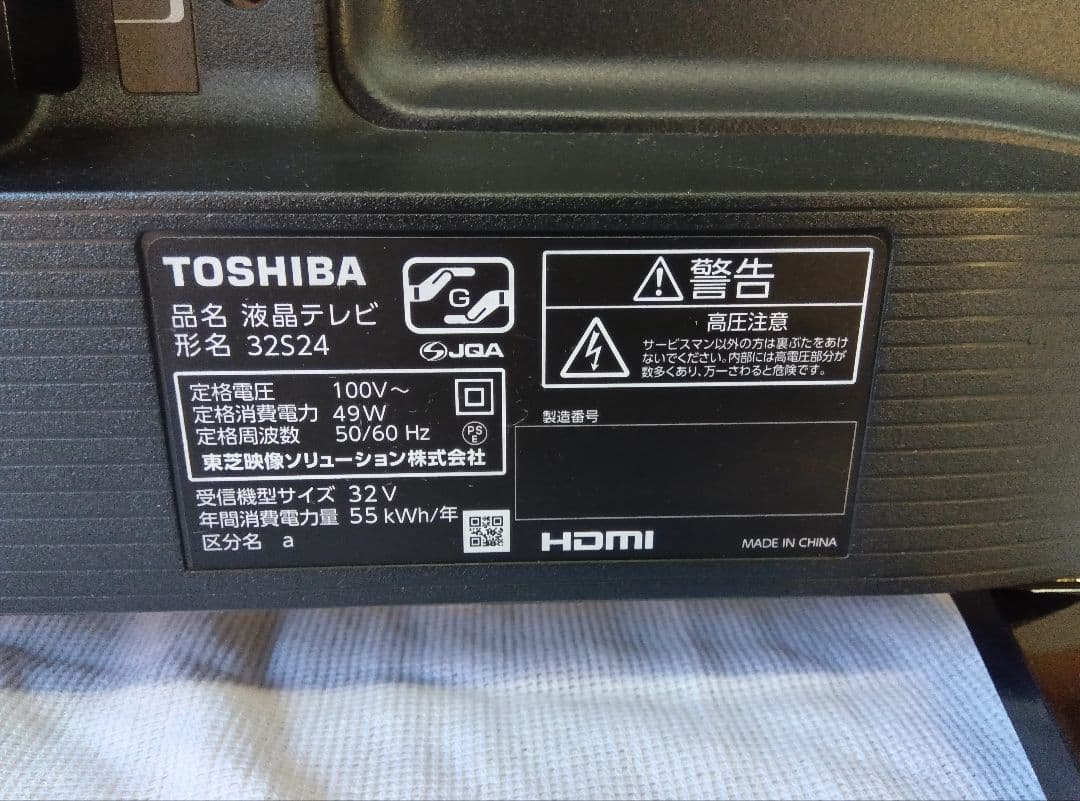 TOSHIBA
品名 液晶テレビ
形名 32S24
G
JQA
定格電圧 100V～
定格消費電力 49W
定格周波数 50/60 Hz
PS
E
東芝映像ソリューション株式会社
受信機型サイズ 32V
年間消費電力量 55kWh/年
区分名 a
警告
高圧注意
サービスマン以外の方は裏ぶたをあけ
ないでください。内部には高電圧部分が
数多くあり、万一さわると危険です。
製造番号
HDMI
MADE IN CHINA